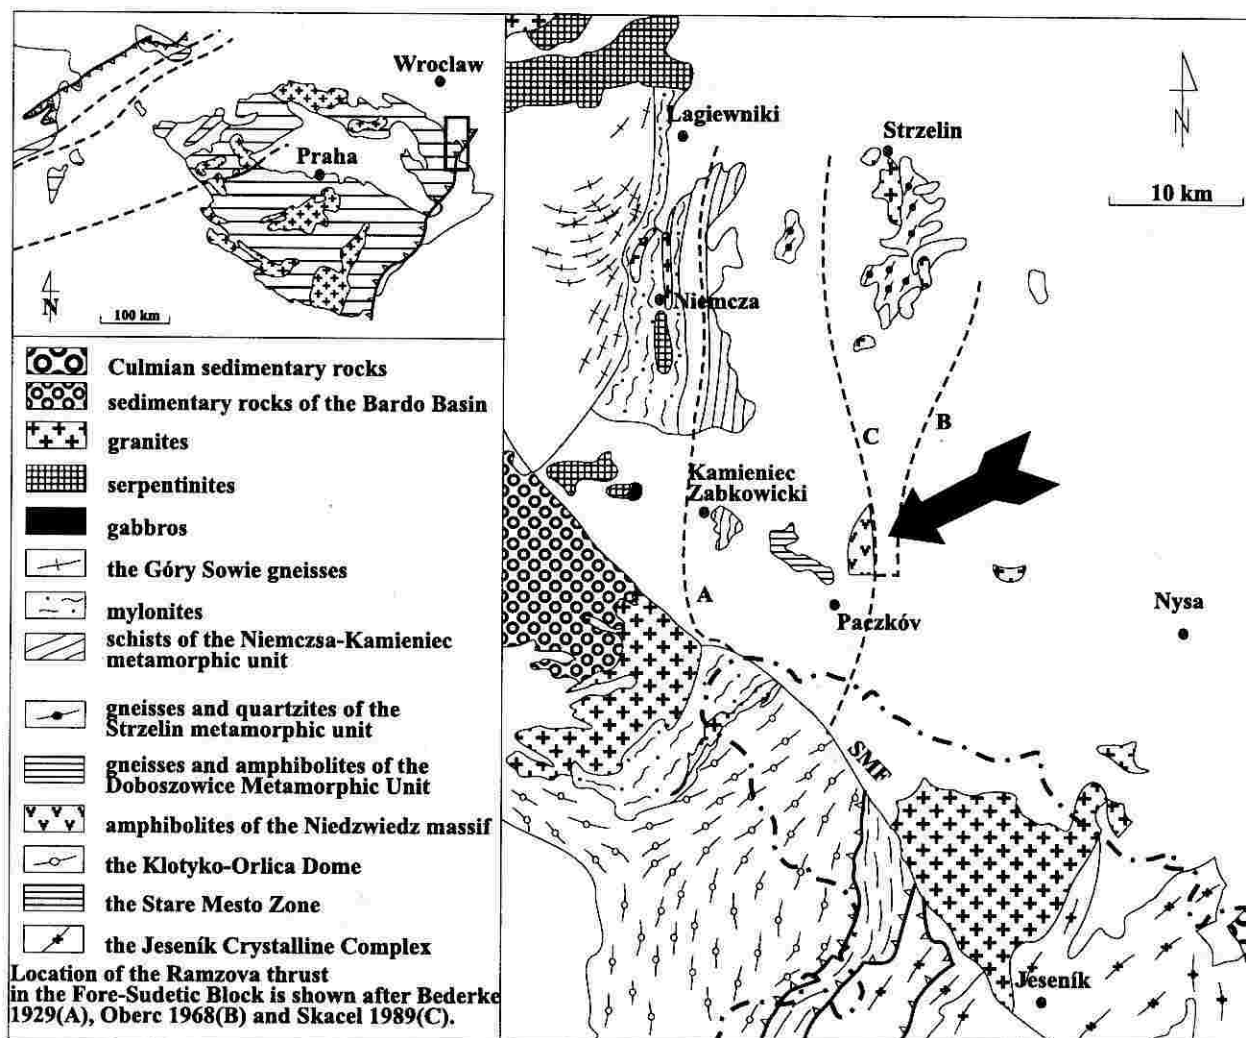 Wroclaw
Praha
N
100 km
Culmian sedimentary rocks
sedimentary rocks of the Bardo Basin
granites
serpentinites
gabbros
the Góry Sowie gneisses
mylonites
schists of the Niemczsa-Kamieniec
metamorphic unit
gneisses and quartzites of the
Strzelin metamorphic unit
gneisses and amphibolites of the
Doboszowice Metamorphic Unit
amphibolites of the Niedzwiedz massif
the Klotyko-Orlica Dome
the Stare Mesto Zone
the Jeseník Crystalline Complex
Location of the Ramzova thrust
in the Fore-Sudetic Block is shown after Bederke
1929(A), Oberc 1968(B) and Skacel 1989(C).
Lagiewniki
Strzelin
N
10 km
Niemcza
C
B
Kamieniec
Zabkowicki
A
Paczkóv
Nysa
SMF
Jeseník